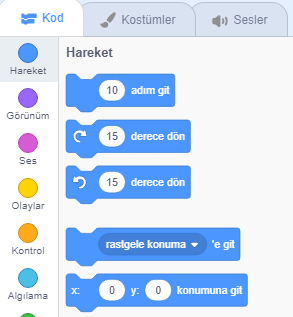 Kod Kostümler Sesler
Hareket
Görünüm
Ses
Olaylar
Kontrol
Algılama
Hareket
10 adım git
15 derece dön
15 derece dön
rastgele konuma 'e git
x: 0 y: 0 konumuna git